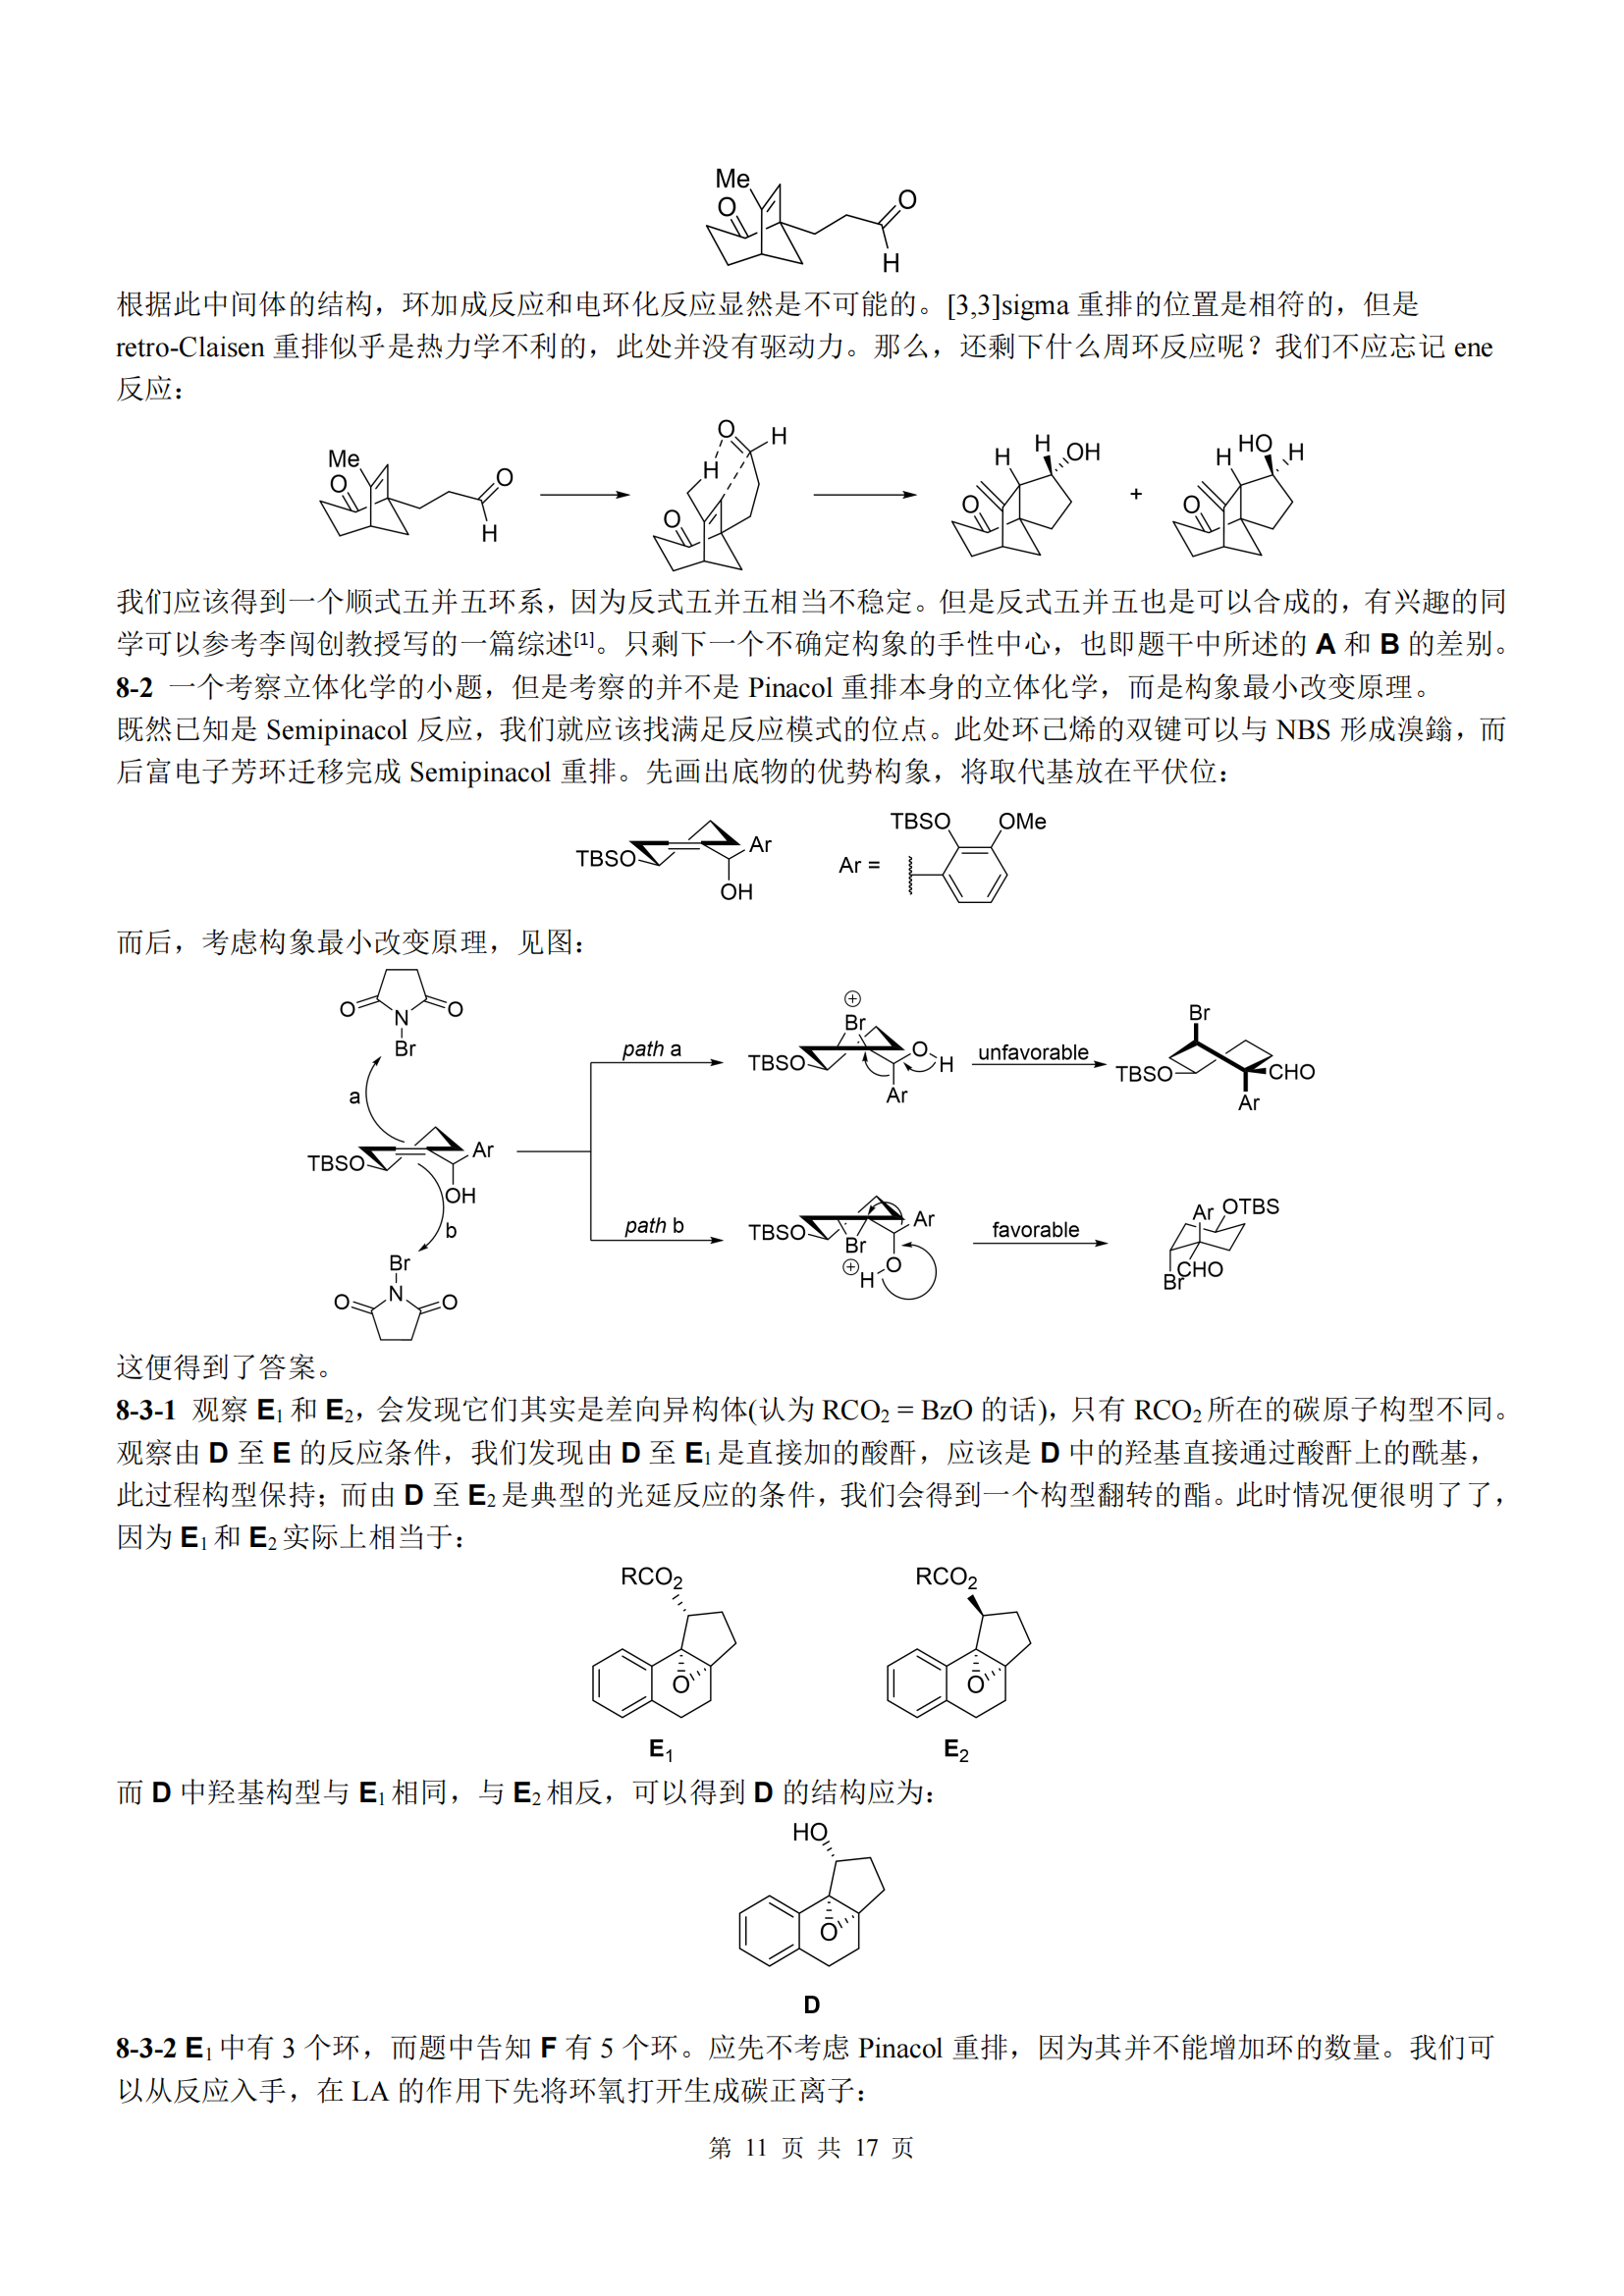 Me
O
O
H
根据此中间体的结构，环加成反应和电环化反应显然是不可能的。[3,3]sigma 重排的位置是相符的，但是
retro-Claisen 重排似乎是热力学不利的，此处并没有驱动力。那么，还剩下什么周环反应呢？我们不应忘记 ene
反应：
Me
O
O
H
O
H
H
O
H
H
OH
O
+
H
HO
H
O
我们应该得到一个顺式五并五环系，因为反式五并五相当不稳定。但是反式五并五也是可以合成的，有兴趣的同
学可以参考李闯创教授写的一篇综述[1]。只剩下一个不确定构象的手性中心，也即题干中所述的 A 和 B 的差别。
8-2 一个考察立体化学的小题，但是考察的并不是 Pinacol 重排本身的立体化学，而是构象最小改变原理。
既然已知是 Semipinacol 反应，我们就应该找满足反应模式的位点。此处环己烯的双键可以与 NBS 形成溴鎓，而
后富电子芳环迁移完成 Semipinacol 重排。先画出底物的优势构象，将取代基放在平伏位：
TBSO
Ar
OH
Ar =
TBSO
OMe
而后，考虑构象最小改变原理，见图：
O
N
O
Br
a
TBSO
Ar
OH
b
Br
N
O
O
path a
⊕
Br
TBSO
O
H
Ar
unfavorable
Br
TBSO
CHO
Ar
path b
TBSO
Ar
Br
⊕
H
O
favorable
Ar
OTBS
Br
CHO
这便得到了答案。
8-3-1 观察 E1 和 E2，会发现它们其实是差向异构体(认为 RCO2 = BzO 的话)，只有 RCO2 所在的碳原子构型不同。
观察由 D 至 E 的反应条件，我们发现由 D 至 E1 是直接加的酸酐，应该是 D 中的羟基直接通过酸酐上的酰基，
此过程构型保持；而由 D 至 E2 是典型的光延反应的条件，我们会得到一个构型翻转的酯。此时情况便很明了了，
因为 E1 和 E2 实际上相当于：
RCO2
O
E1
RCO2
O
E2
而 D 中羟基构型与 E1 相同，与 E2 相反，可以得到 D 的结构应为：
HO
O
D
8-3-2 E1 中有 3 个环，而题中告知 F 有 5 个环。应先不考虑 Pinacol 重排，因为其并不能增加环的数量。我们可
以从反应入手，在 LA 的作用下先将环氧打开生成碳正离子：
第 11 页 共 17 页